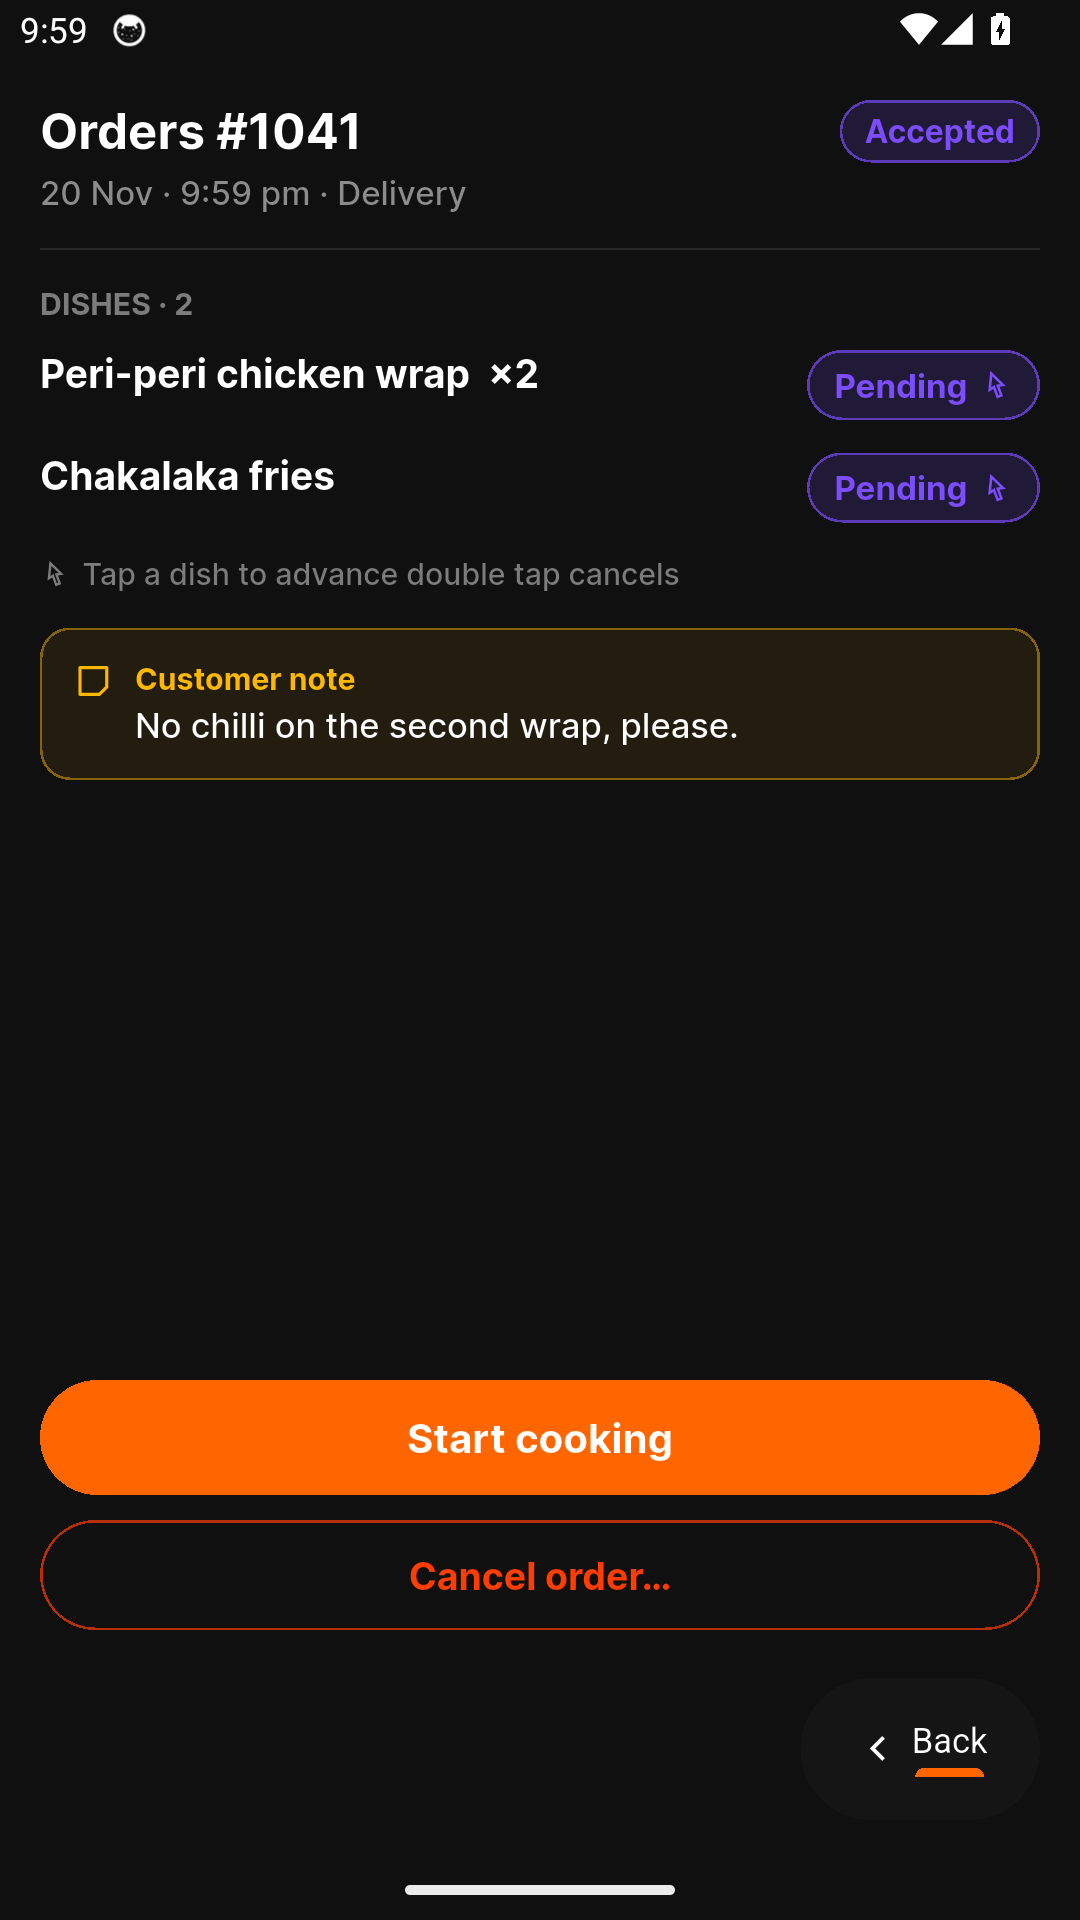 9:59
Orders #1041
Accepted
20 Nov · 9:59 pm · Delivery
DISHES · 2
Peri-peri chicken wrap ×2
Pending
Chakalaka fries
Pending
Tap a dish to advance double tap cancels
Customer note
No chilli on the second wrap, please.
Start cooking
Cancel order...
Back